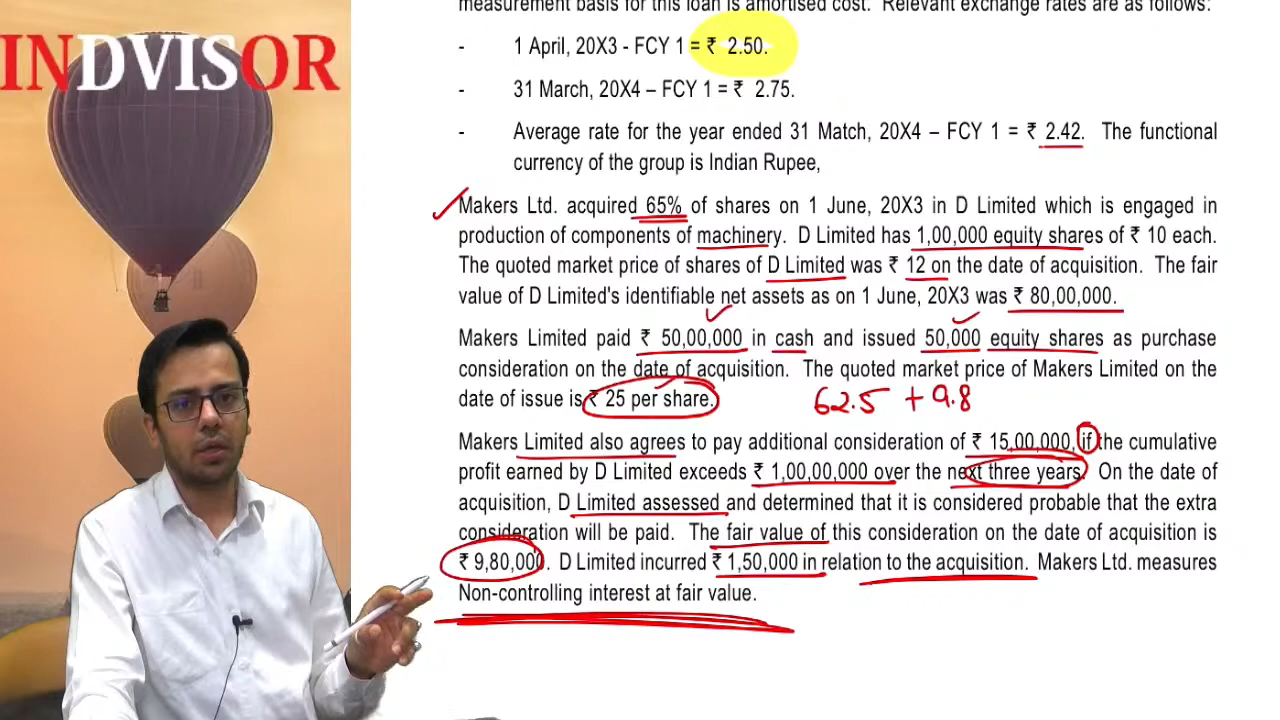 measurement basis for this loan is amortised cost. Relevant exchange rates are as follows:
INDVISOR
- 1 April, 20X3 - FCY 1 = ₹ 2.50.
- 31 March, 20X4 – FCY 1 = ₹ 2.75.
- Average rate for the year ended 31 Match, 20X4 – FCY 1 = ₹ 2.42. The functional
currency of the group is Indian Rupee,
Makers Ltd. acquired 65% of shares on 1 June, 20X3 in D Limited which is engaged in
production of components of machinery. D Limited has 1,00,000 equity shares of ₹ 10 each.
The quoted market price of shares of D Limited was ₹ 12 on the date of acquisition. The fair
value of D Limited's identifiable net assets as on 1 June, 20X3 was ₹ 80,00,000.
Makers Limited paid ₹ 50,00,000 in cash and issued 50,000 equity shares as purchase
consideration on the date of acquisition. The quoted market price of Makers Limited on the
date of issue is ₹ 25 per share.
62.5 + 9.8
Makers Limited also agrees to pay additional consideration of ₹ 15,00,000, if the cumulative
profit earned by D Limited exceeds ₹ 1,00,00,000 over the next three years. On the date of
acquisition, D Limited assessed and determined that it is considered probable that the extra
consideration will be paid. The fair value of this consideration on the date of acquisition is
₹ 9,80,000. D Limited incurred ₹ 1,50,000 in relation to the acquisition. Makers Ltd. measures
Non-controlling interest at fair value.